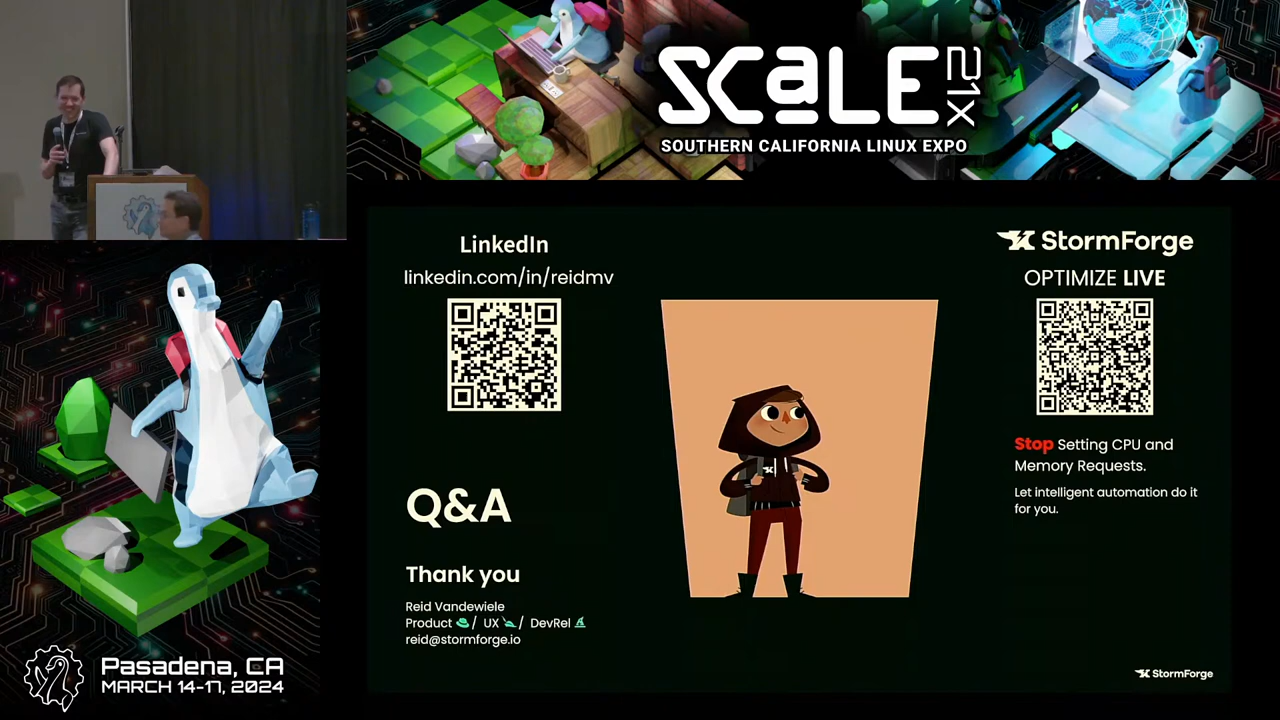 SCaLE 21x
SOUTHERN CALIFORNIA LINUX EXPO
LinkedIn
linkedin.com/in/reidmv
StormForge
OPTIMIZE LIVE
Stop Setting CPU and
Memory Requests.
Let intelligent automation do it
for you.
Q&A
Thank you
Reid Vandewiele
Product / UX / DevRel
reid@stormforge.io
StormForge
Pasadena, CA
MARCH 14-17, 2024